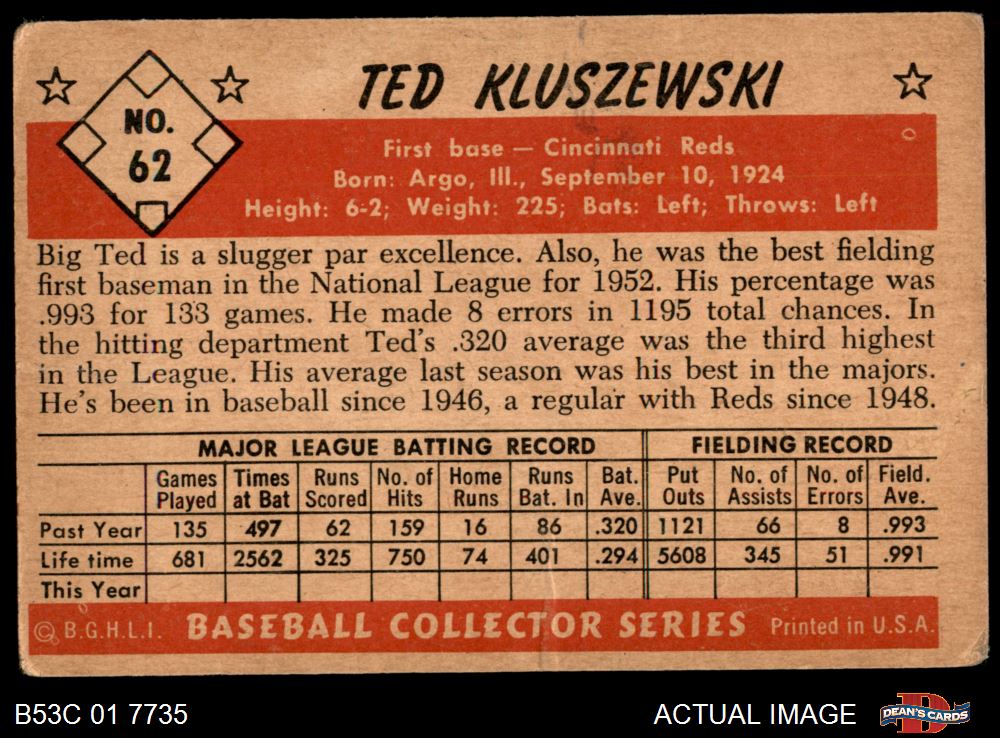 TED KLUSZEWSKI
NO.
62
First base — Cincinnati Reds
Born: Argo, Ill., September 10, 1924
Height: 6-2; Weight: 225; Bats: Left; Throws: Left
Big Ted is a slugger par excellence. Also, he was the best fielding
first baseman in the National League for 1952. His percentage was
.993 for 133 games. He made 8 errors in 1195 total chances. In
the hitting department Ted's .320 average was the third highest
in the League. His average last season was his best in the majors.
He's been in baseball since 1946, a regular with Reds since 1948.
MAJOR LEAGUE BATTING RECORD FIELDING RECORD
Games Times Runs No. of Home Runs Bat. Put No. of No. of Field.
Played at Bat Scored Hits Runs Bat. In Ave. Outs Assists Errors Ave.
Past Year 135 497 62 159 16 86 .320 1121 66 8 .993
Life time 681 2562 325 750 74 401 .294 5608 345 51 .991
This Year
© B.G.H.L.I. BASEBALL COLLECTOR SERIES Printed in U.S.A.
B53C 01 7735 ACTUAL IMAGE DEAN'S CARDS